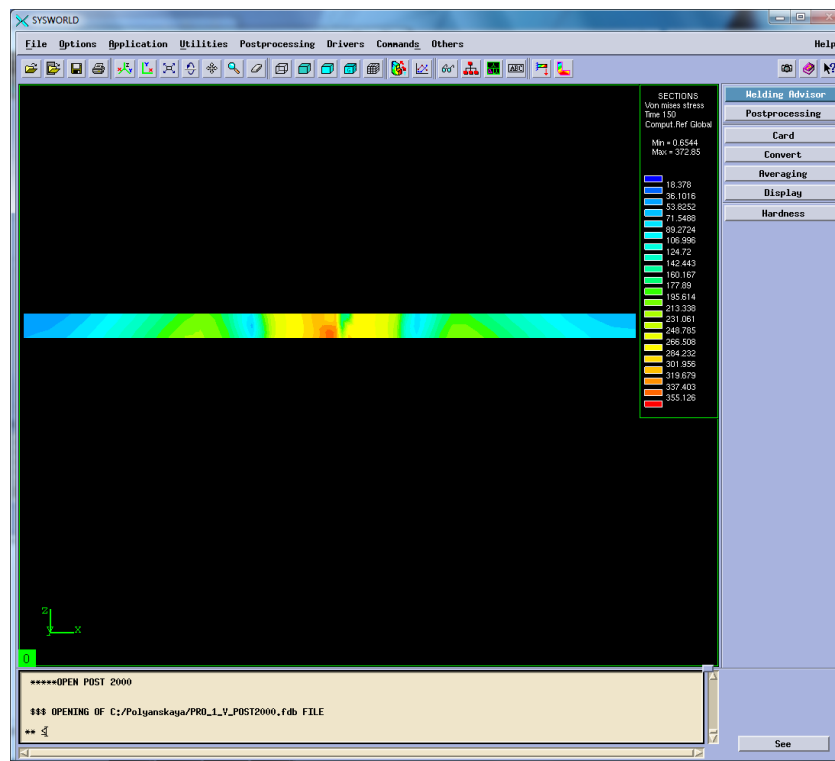 SYSWORLD
File Options Application Utilities Postprocessing Drivers Commands Others Help
ABC
SECTIONS
Von mises stress
Time 150
Comput.Ref Global
Min = 0.6544
Max = 372.85
18.378
36.1016
53.8252
71.5488
89.2724
106.996
124.72
142.443
160.167
177.89
195.614
213.338
231.061
248.785
266.508
284.232
301.956
319.679
337.403
355.126
Welding Advisor
Postprocessing
Card
Convert
Averaging
Display
Hardness
z
y x
0
*****OPEN POST 2000
$$$ OPENING OF C:/Polyanskaya/PRO_1_V_POST2000.fdb FILE
**
See